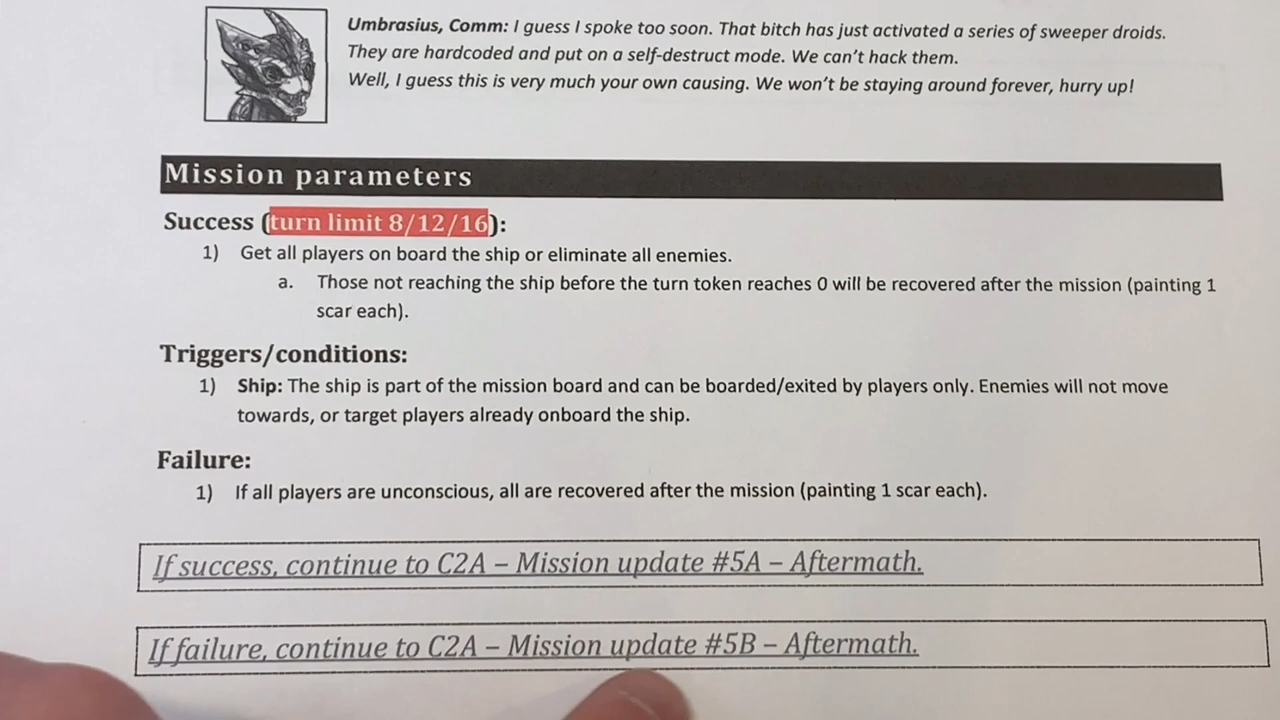 Umbrasius, Comm: I guess I spoke too soon. That bitch has just activated a series of sweeper droids.
They are hardcoded and put on a self-destruct mode. We can't hack them.
Well, I guess this is very much your own causing. We won't be staying around forever, hurry up!
Mission parameters
Success (turn limit 8/12/16):
1) Get all players on board the ship or eliminate all enemies.
a. Those not reaching the ship before the turn token reaches 0 will be recovered after the mission (painting 1
scar each).
Triggers/conditions:
1) Ship: The ship is part of the mission board and can be boarded/exited by players only. Enemies will not move
towards, or target players already onboard the ship.
Failure:
1) If all players are unconscious, all are recovered after the mission (painting 1 scar each).
If success, continue to C2A – Mission update #5A – Aftermath.
If failure, continue to C2A – Mission update #5B – Aftermath.